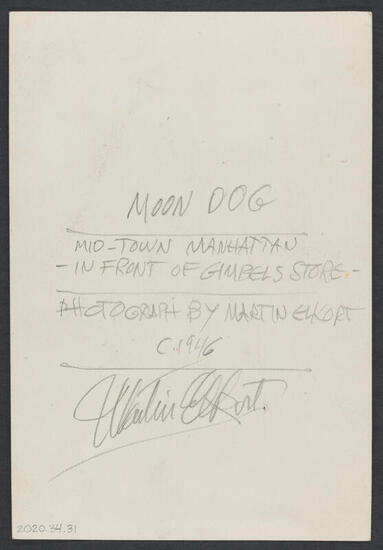 MOON DOG
MID-TOWN MANHATTAN
- IN FRONT OF GIMBELS STORE -
PHOTOGRAPH BY MARTIN ELKORT
C. 1946
Martin Elkort.
2020.34.31